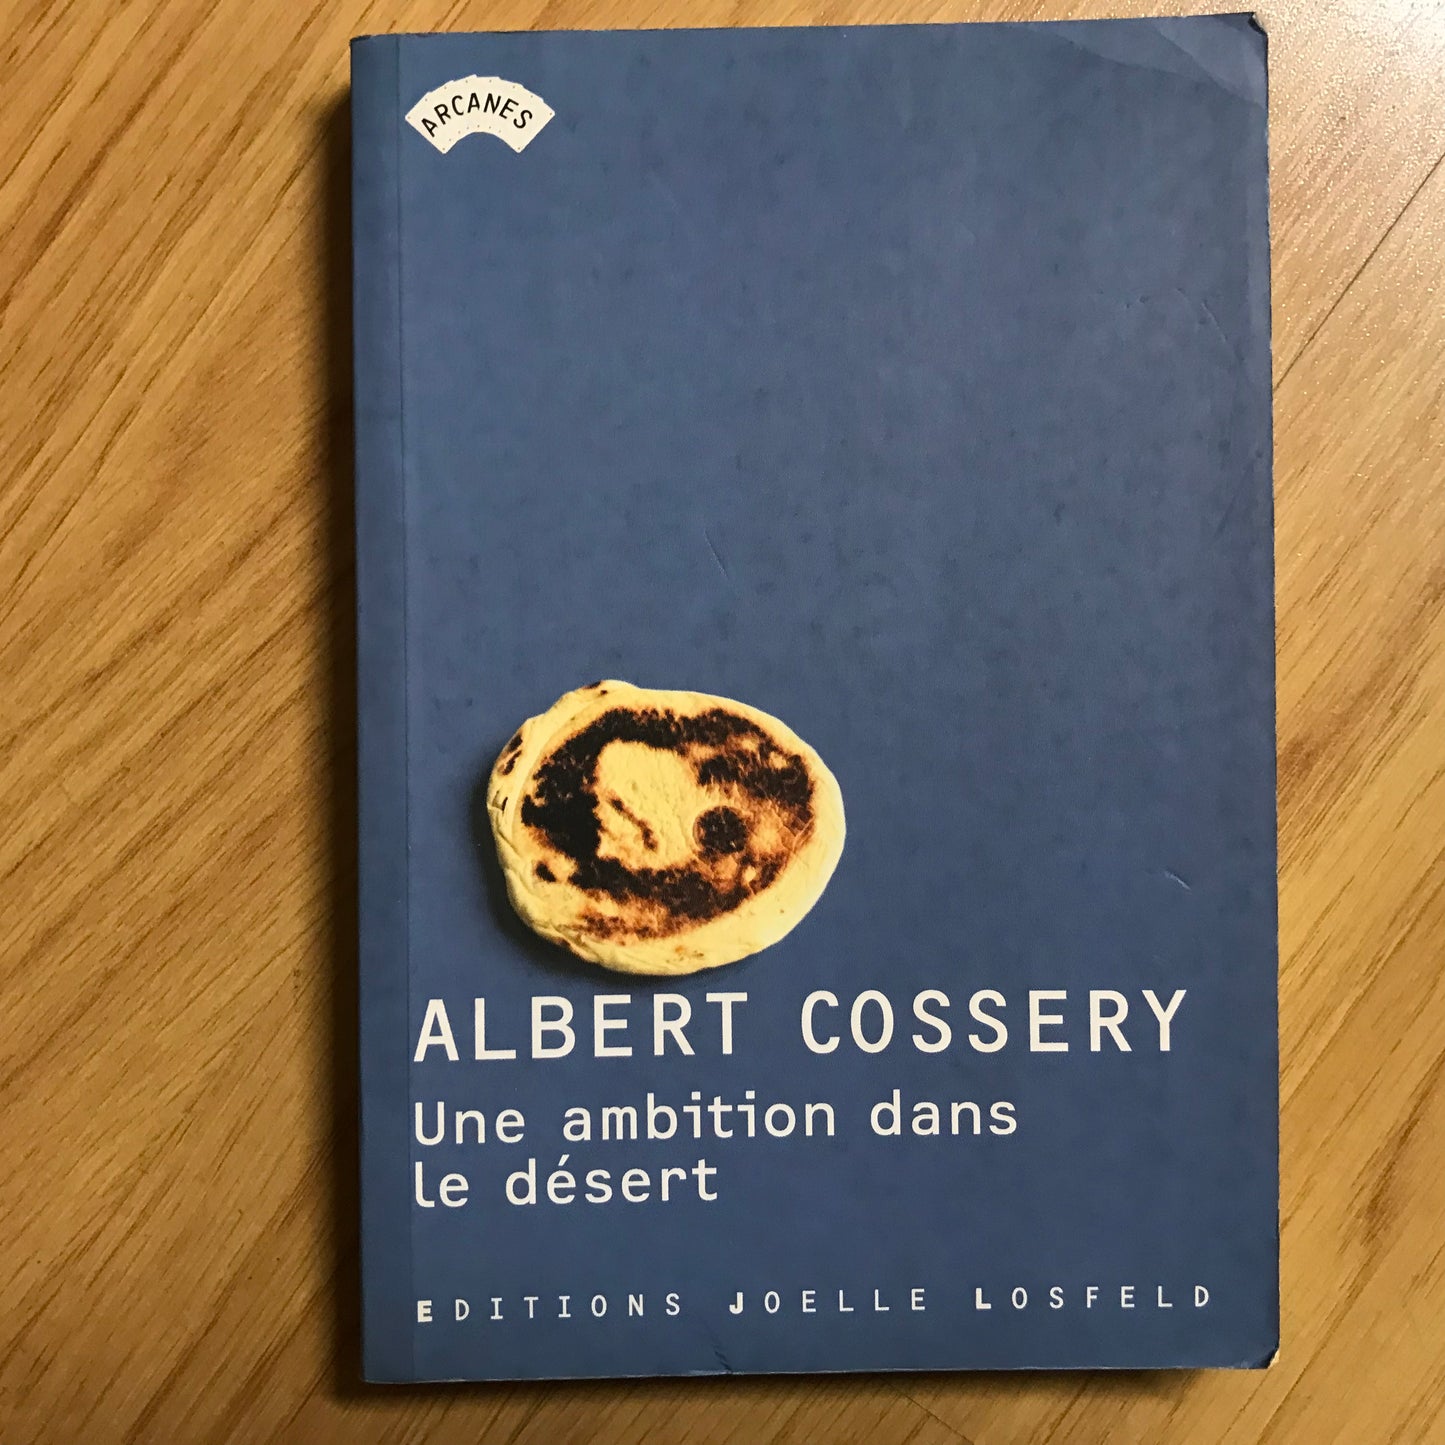 ARCANES
ALBERT COSSERY
Une ambition dans
le désert
EDITIONS JOELLE LOSFELD